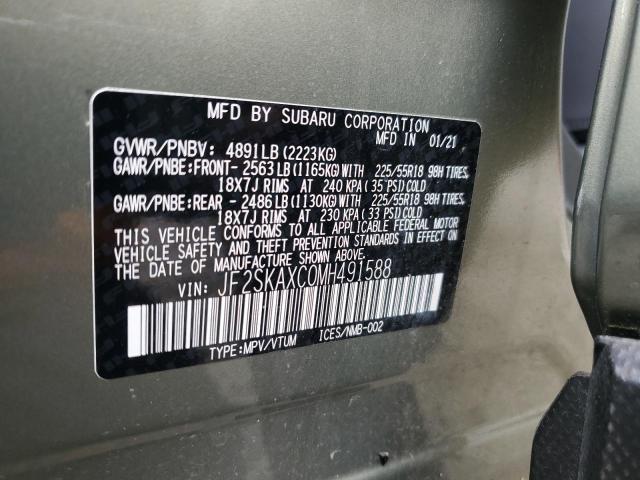 MFD BY SUBARU CORPORATION
MFD IN 01/21
GVWR/PNBV: 4891LB(2223KG)
GAWR/PNBE:FRONT- 2563LB(1165KG)WITH 225/55R18 98H TIRES,
18X7J RIMS AT 240 KPA(35 PSI)COLD
GAWR/PNBE:REAR - 2486LB(1130KG)WITH 225/55R18 98H TIRES,
18X7J RIMS AT 230 KPA(33 PSI)COLD
THIS VEHICLE CONFORMS TO ALL APPLICABLE FEDERAL MOTOR
VEHICLE SAFETY AND THEFT PREVENTION STANDARDS IN EFFECT
ON THE DATE OF MANUFACTURE SHOWN ABOVE.
VIN: JF2SKAXC0MH491588
TYPE:MPV/VTUM ICES/NMB-002